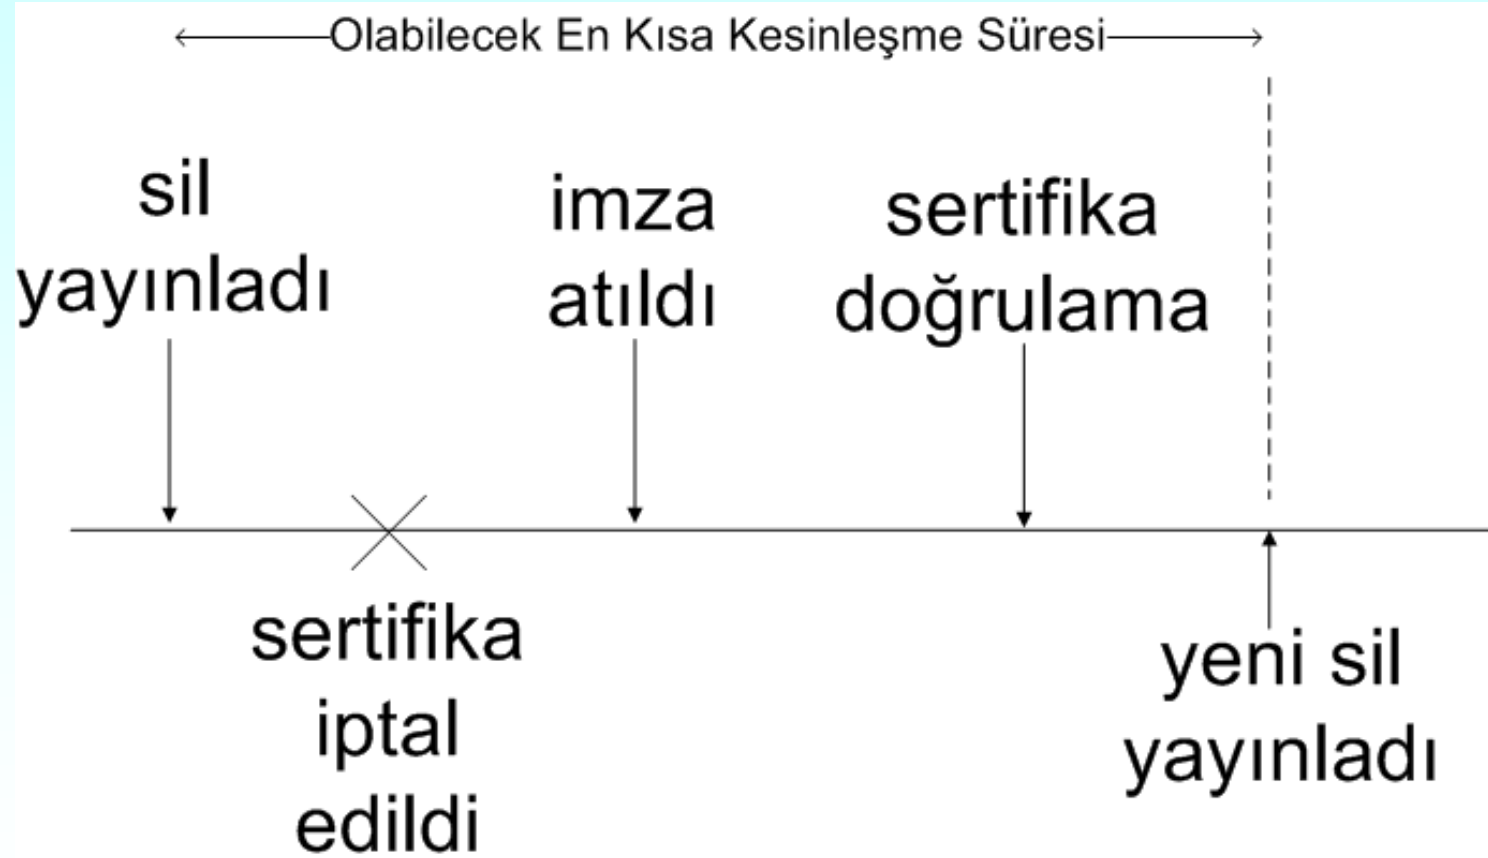 Olabilecek En Kısa Kesinleşme Süresi
sil
yayınladı
imza
atıldı
sertifika
doğrulama
sertifika
iptal
edildi
yeni sil
yayınladı